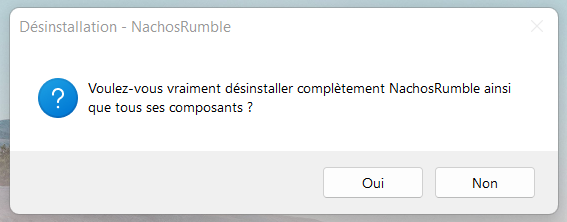 Désinstallation - NachosRumble
Voulez-vous vraiment désinstaller complètement NachosRumble ainsi
que tous ses composants ?
Oui
Non